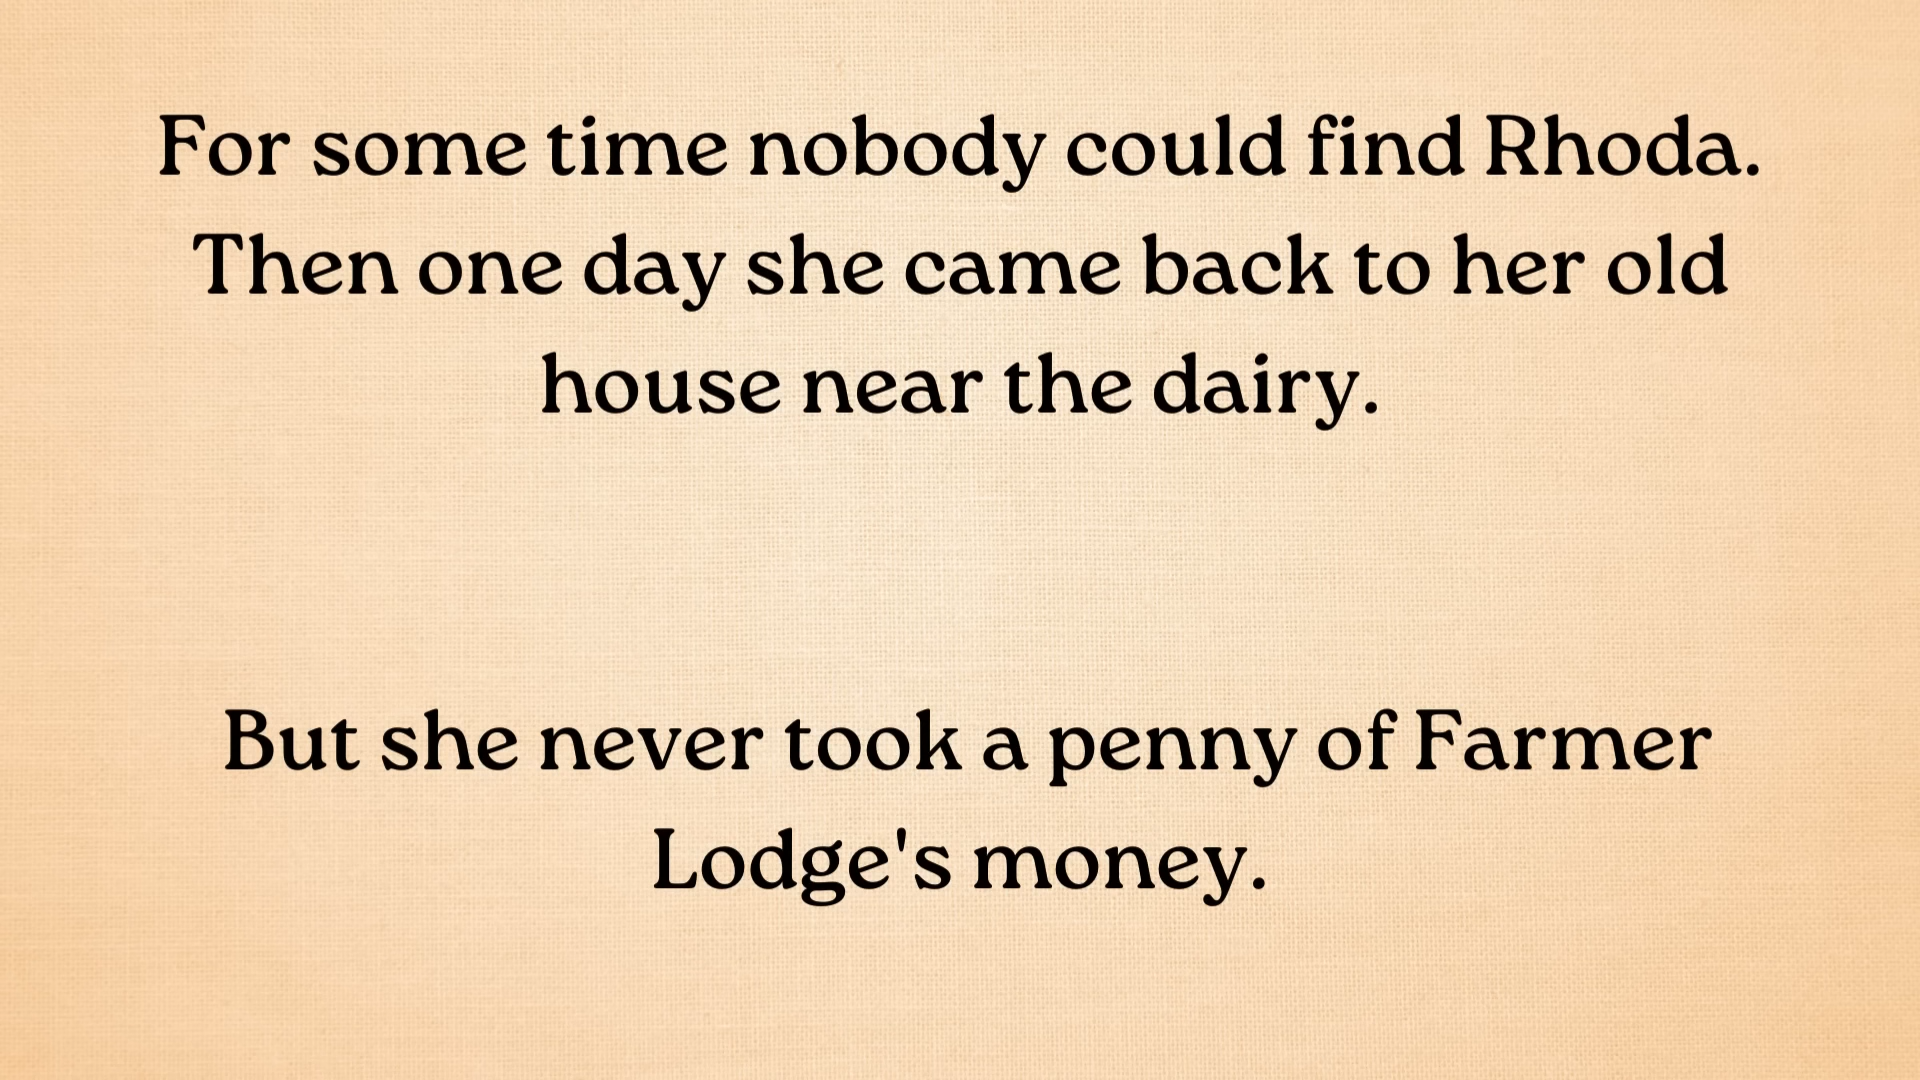 For some time nobody could find Rhoda.
Then one day she came back to her old
house near the dairy.
But she never took a penny of Farmer
Lodge's money.